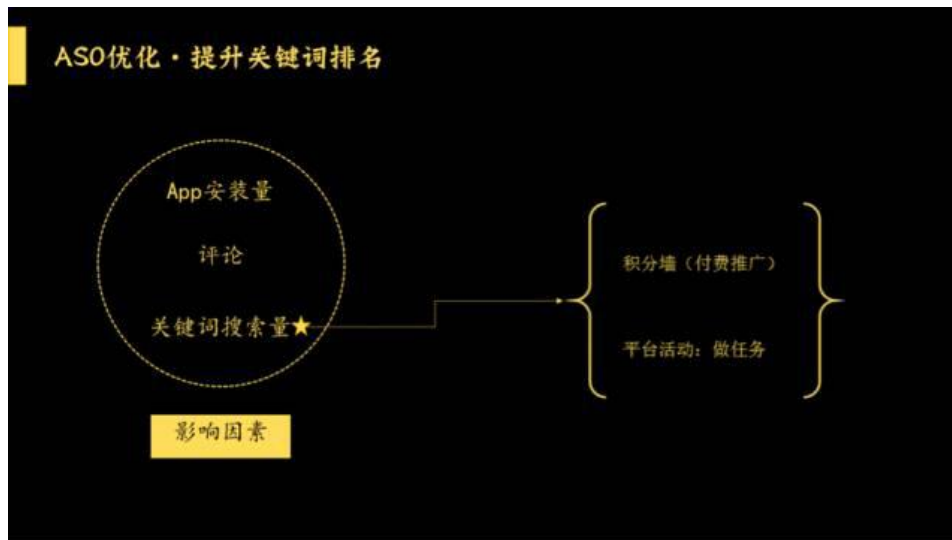 ASO优化·提升关键词排名
App安装量
评论
关键词搜索量★
影响因素
积分墙（付费推广）
平台活动：做任务